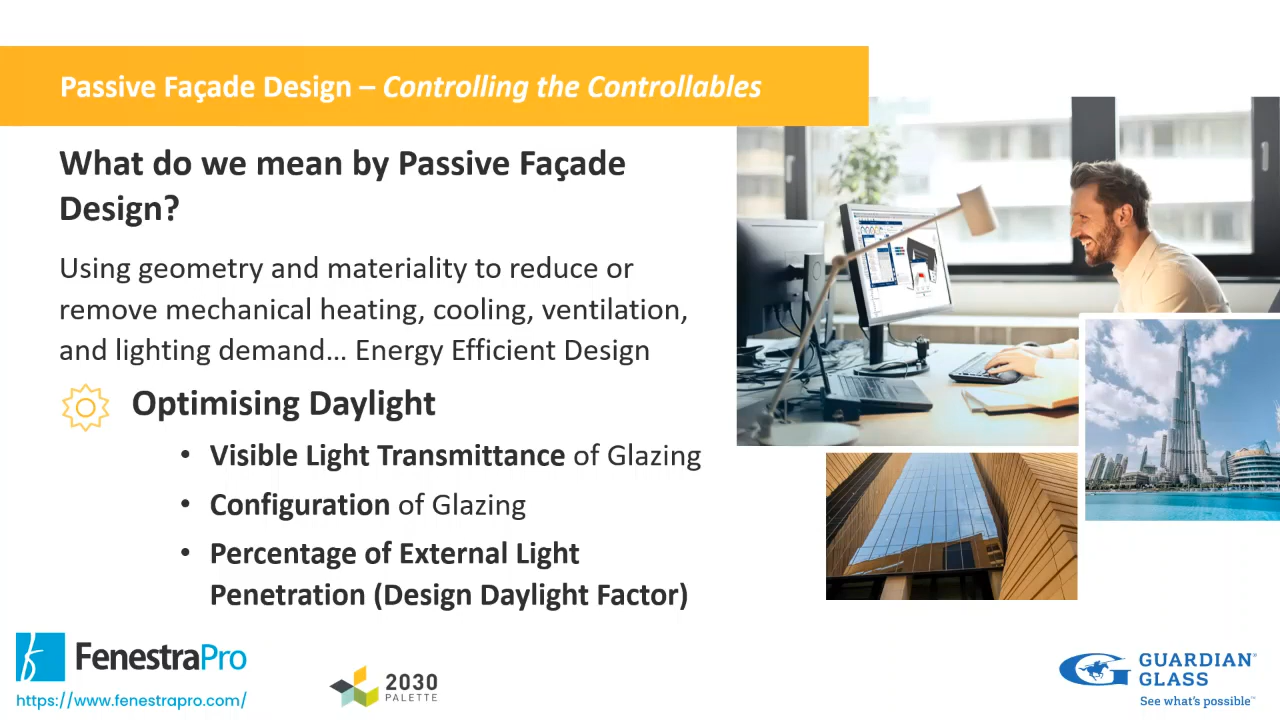 Passive Façade Design – Controlling the Controllables
What do we mean by Passive Façade
Design?
Using geometry and materiality to reduce or
remove mechanical heating, cooling, ventilation,
and lighting demand... Energy Efficient Design
Optimising Daylight
• Visible Light Transmittance of Glazing
• Configuration of Glazing
• Percentage of External Light
Penetration (Design Daylight Factor)
FenestraPro
https://www.fenestrapro.com/
2030
PALETTE
GUARDIAN®
GLASS
See what's possible™